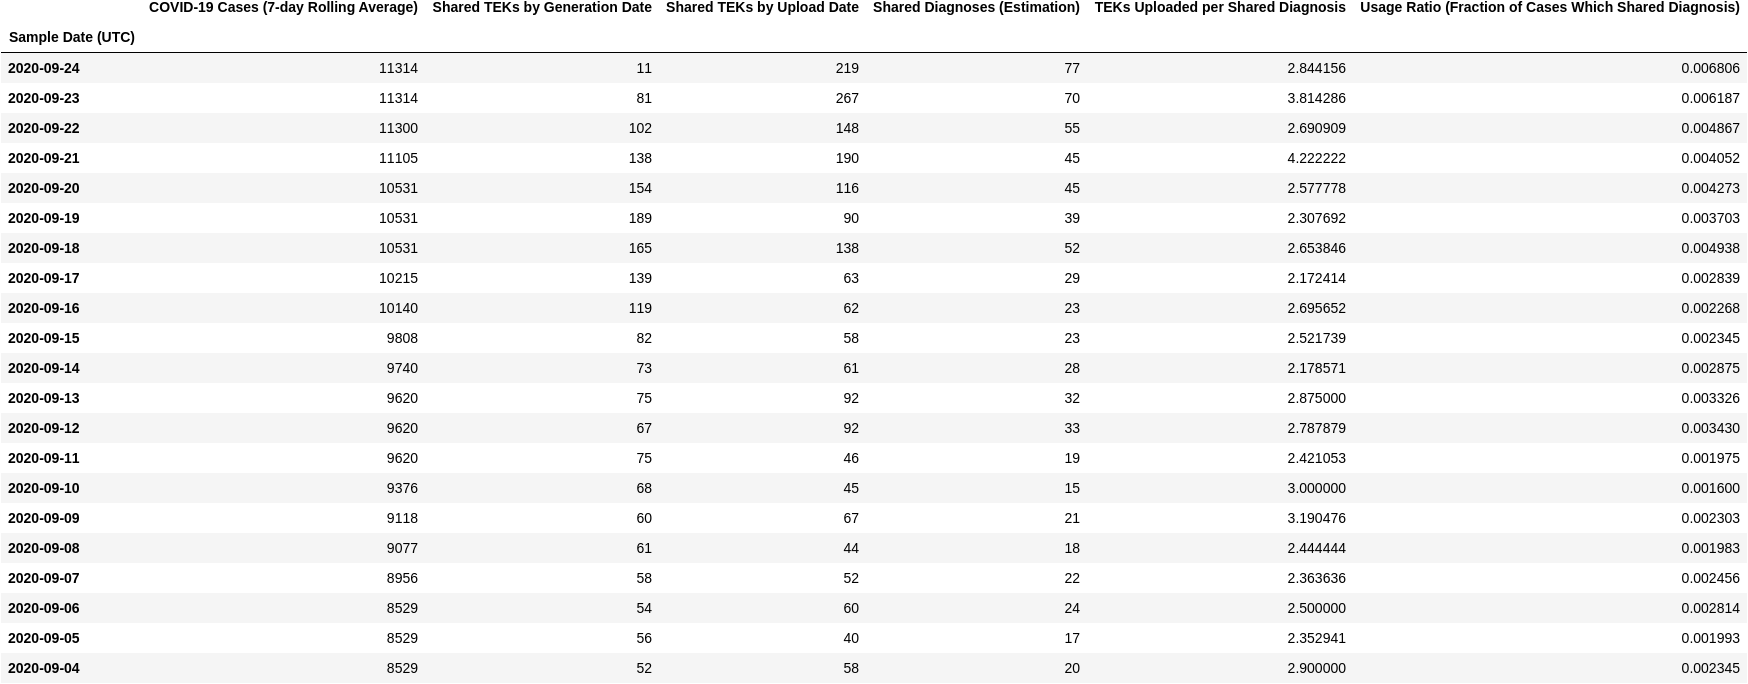 COVID-19 Cases (7-day Rolling Average) Shared TEKs by Generation Date Shared TEKs by Upload Date Shared Diagnoses (Estimation) TEKs Uploaded per Shared Diagnosis Usage Ratio (Fraction of Cases Which Shared Diagnosis)
Sample Date (UTC)
2020-09-24 11314 11 219 77 2.844156 0.006806
2020-09-23 11314 81 267 70 3.814286 0.006187
2020-09-22 11300 102 148 55 2.690909 0.004867
2020-09-21 11105 138 190 45 4.222222 0.004052
2020-09-20 10531 154 116 45 2.577778 0.004273
2020-09-19 10531 189 90 39 2.307692 0.003703
2020-09-18 10531 165 138 52 2.653846 0.004938
2020-09-17 10215 139 63 29 2.172414 0.002839
2020-09-16 10140 119 62 23 2.695652 0.002268
2020-09-15 9808 82 58 23 2.521739 0.002345
2020-09-14 9740 73 61 28 2.178571 0.002875
2020-09-13 9620 75 92 32 2.875000 0.003326
2020-09-12 9620 67 92 33 2.787879 0.003430
2020-09-11 9620 75 46 19 2.421053 0.001975
2020-09-10 9376 68 45 15 3.000000 0.001600
2020-09-09 9118 60 67 21 3.190476 0.002303
2020-09-08 9077 61 44 18 2.444444 0.001983
2020-09-07 8956 58 52 22 2.363636 0.002456
2020-09-06 8529 54 60 24 2.500000 0.002814
2020-09-05 8529 56 40 17 2.352941 0.001993
2020-09-04 8529 52 58 20 2.900000 0.002345